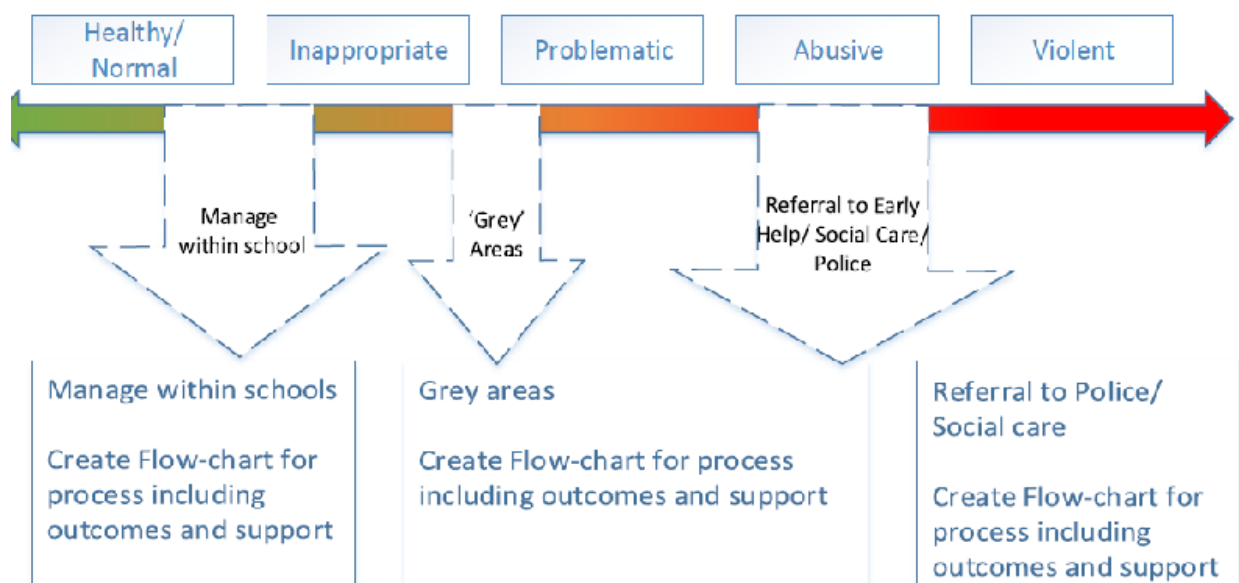 Healthy/
Normal
Inappropriate
Problematic
Abusive
Violent
Manage
within school
'Grey'
Areas
Referral to Early
Help/ Social Care/
Police
Manage within schools
Create Flow-chart for
process including
outcomes and support
Grey areas
Create Flow-chart for process
including outcomes and support
Referral to Police/
Social care
Create Flow-chart for
process including
outcomes and support